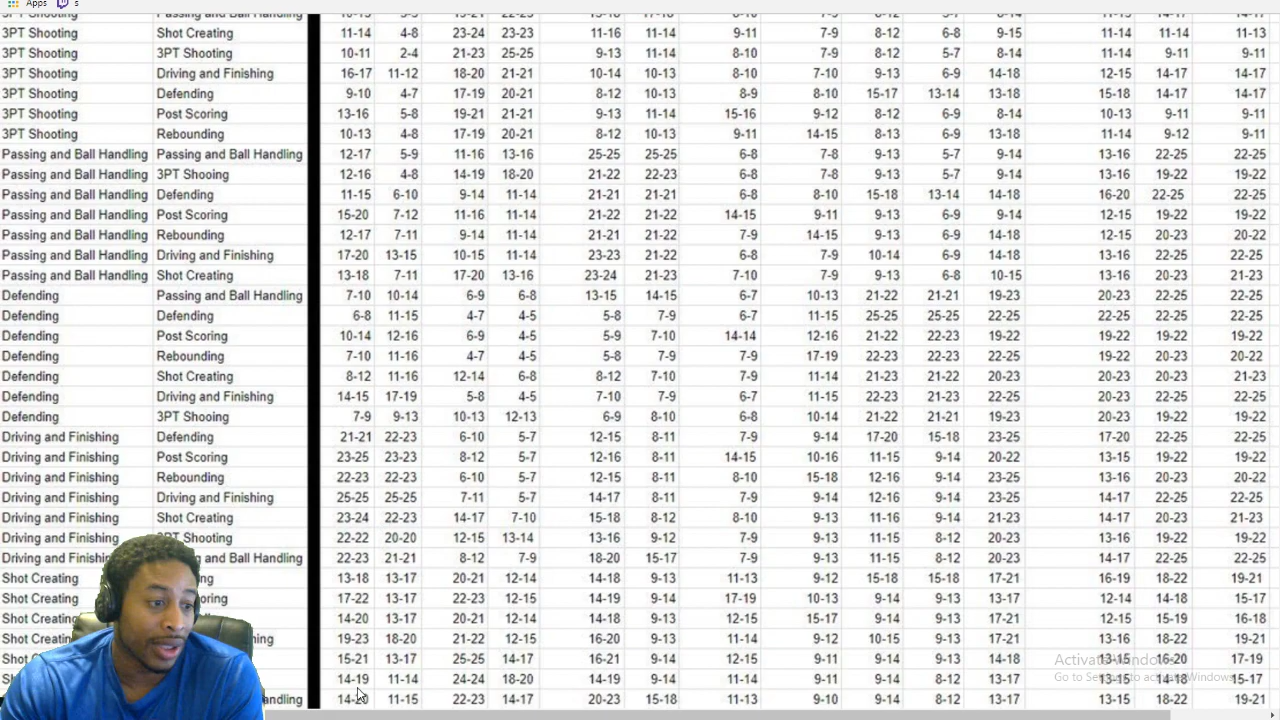 Apps s
3PT Shooting Passing and Ball Handling
3PT Shooting Shot Creating 11-14 4-8 23-24 23-23 11-16 11-14 9-11 7-9 8-12 6-8 9-15 11-14 11-14 11-13
3PT Shooting 3PT Shooting 10-11 2-4 21-23 25-25 9-13 11-14 8-10 7-9 8-12 5-7 8-14 11-14 9-11 9-11
3PT Shooting Driving and Finishing 16-17 11-12 18-20 21-21 10-14 10-13 8-10 7-10 9-13 6-9 14-18 12-15 14-17 14-17
3PT Shooting Defending 9-10 4-7 17-19 20-21 8-12 10-13 8-9 8-10 15-17 13-14 13-18 15-18 14-17 14-17
3PT Shooting Post Scoring 13-16 5-8 19-21 21-21 9-13 11-14 15-16 9-12 8-12 6-9 8-14 10-13 9-11 9-11
3PT Shooting Rebounding 10-13 4-8 17-19 20-21 8-12 10-13 9-11 14-15 8-13 6-9 13-18 11-14 9-12 9-11
Passing and Ball Handling Passing and Ball Handling 12-17 5-9 11-16 13-16 25-25 25-25 6-8 7-8 9-13 5-7 9-14 13-16 22-25 22-25
Passing and Ball Handling 3PT Shooing 12-16 4-8 14-19 18-20 21-22 22-23 6-8 7-8 9-13 5-7 9-14 13-16 19-22 19-22
Passing and Ball Handling Defending 11-15 6-10 9-14 11-14 21-21 21-21 6-8 8-10 15-18 13-14 14-18 16-20 22-25 22-25
Passing and Ball Handling Post Scoring 15-20 7-12 11-16 11-14 21-22 21-22 14-15 9-11 9-13 6-9 9-14 12-15 19-22 19-22
Passing and Ball Handling Rebounding 12-17 7-11 9-14 11-14 21-21 21-22 7-9 14-15 9-13 6-9 14-18 12-15 20-23 20-22
Passing and Ball Handling Driving and Finishing 17-20 13-15 10-15 11-14 23-23 21-22 6-8 7-9 10-14 6-9 14-18 13-16 22-25 22-25
Passing and Ball Handling Shot Creating 13-18 7-11 17-20 13-16 23-24 21-23 7-10 7-9 9-13 6-8 10-15 13-16 20-23 21-23
Defending Passing and Ball Handling 7-10 10-14 6-9 6-8 13-15 14-15 6-7 10-13 21-22 21-21 19-23 20-23 22-25 22-25
Defending Defending 6-8 11-15 4-7 4-5 5-8 7-9 6-7 11-15 25-25 25-25 22-25 22-25 22-25 22-25
Defending Post Scoring 10-14 12-16 6-9 4-5 5-9 7-10 14-14 12-16 21-22 22-23 19-22 19-22 19-22 19-22
Defending Rebounding 7-10 11-16 4-7 4-5 5-8 7-9 7-9 17-19 22-23 22-23 22-25 19-22 20-23 20-22
Defending Shot Creating 8-12 11-16 12-14 6-8 8-12 7-10 7-9 11-14 21-23 21-22 20-23 20-23 20-23 21-23
Defending Driving and Finishing 14-15 17-19 5-8 4-5 7-10 7-9 6-7 11-15 22-23 21-23 22-25 20-23 22-25 22-25
Defending 3PT Shooing 7-9 9-13 10-13 12-13 6-9 8-10 6-8 10-14 21-22 21-21 19-23 20-23 19-22 19-22
Driving and Finishing Defending 21-21 22-23 6-10 5-7 12-15 8-11 7-9 9-14 17-20 15-18 23-25 17-20 22-25 22-25
Driving and Finishing Post Scoring 23-25 23-23 8-12 5-7 12-16 8-11 14-15 10-16 11-15 9-14 20-22 13-15 19-22 19-22
Driving and Finishing Rebounding 22-23 22-23 6-10 5-7 12-15 8-11 8-10 15-18 12-16 9-14 23-25 13-16 20-23 20-22
Driving and Finishing Driving and Finishing 25-25 25-25 7-11 5-7 14-17 8-11 7-9 9-14 12-16 9-14 23-25 14-17 22-25 22-25
Driving and Finishing Shot Creating 23-24 22-23 14-17 7-10 15-18 8-12 8-10 9-13 11-16 9-14 21-23 14-17 20-23 21-23
Driving and Finishing Shooting 22-22 20-20 12-15 13-14 13-16 9-12 7-9 9-13 11-15 8-12 20-23 13-16 19-22 19-22
Driving and Ball Handling 22-23 21-21 8-12 7-9 18-20 15-17 7-9 9-13 11-15 8-12 20-23 14-17 22-25 22-25
Shot Creating 13-18 13-17 20-21 12-14 14-18 9-13 11-13 9-12 15-18 15-18 17-21 16-19 18-22 19-21
Shot Creating 17-22 13-17 22-23 12-15 14-19 9-14 17-19 10-13 9-14 9-13 13-17 12-14 14-18 15-17
Shot 14-20 13-17 20-21 12-14 14-18 9-13 12-15 15-17 9-14 9-13 17-21 12-15 15-19 16-18
Shot 19-23 18-20 21-22 12-15 16-20 9-13 11-14 9-12 10-15 9-13 17-21 13-16 18-22 19-21
15-21 13-17 25-25 14-17 16-21 9-14 12-15 9-11 9-14 9-13 14-18 13-15 16-20 17-19
14-19 11-14 24-24 18-20 14-19 9-14 11-14 9-11 9-14 8-12 13-17 13-15 14-18 15-17
11-15 22-23 14-17 20-23 15-18 11-13 9-10 9-14 8-12 13-17 13-15 18-22 19-21
Activate Windows
Go to Settings to activate Windows.